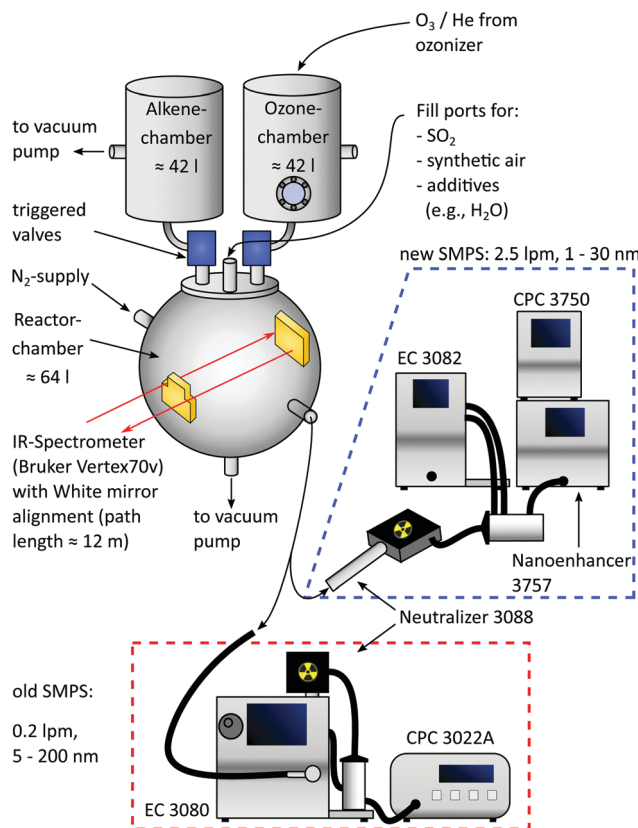 O3 / He from
ozonizer
Alkene-
chamber
≈ 42 l
Ozone-
chamber
≈ 42 l
to vacuum
pump
Fill ports for:
- SO2
- synthetic air
- additives
(e.g., H2O)
triggered
valves
N2-supply
Reactor-
chamber
≈ 64 l
new SMPS: 2.5 lpm, 1 - 30 nm
CPC 3750
EC 3082
IR-Spectrometer
(Bruker Vertex70v)
with White mirror
alignment (path
length ≈ 12 m)
to vacuum
pump
Nanoenhancer
3757
Neutralizer 3088
old SMPS:
0.2 lpm,
5 - 200 nm
CPC 3022A
EC 3080